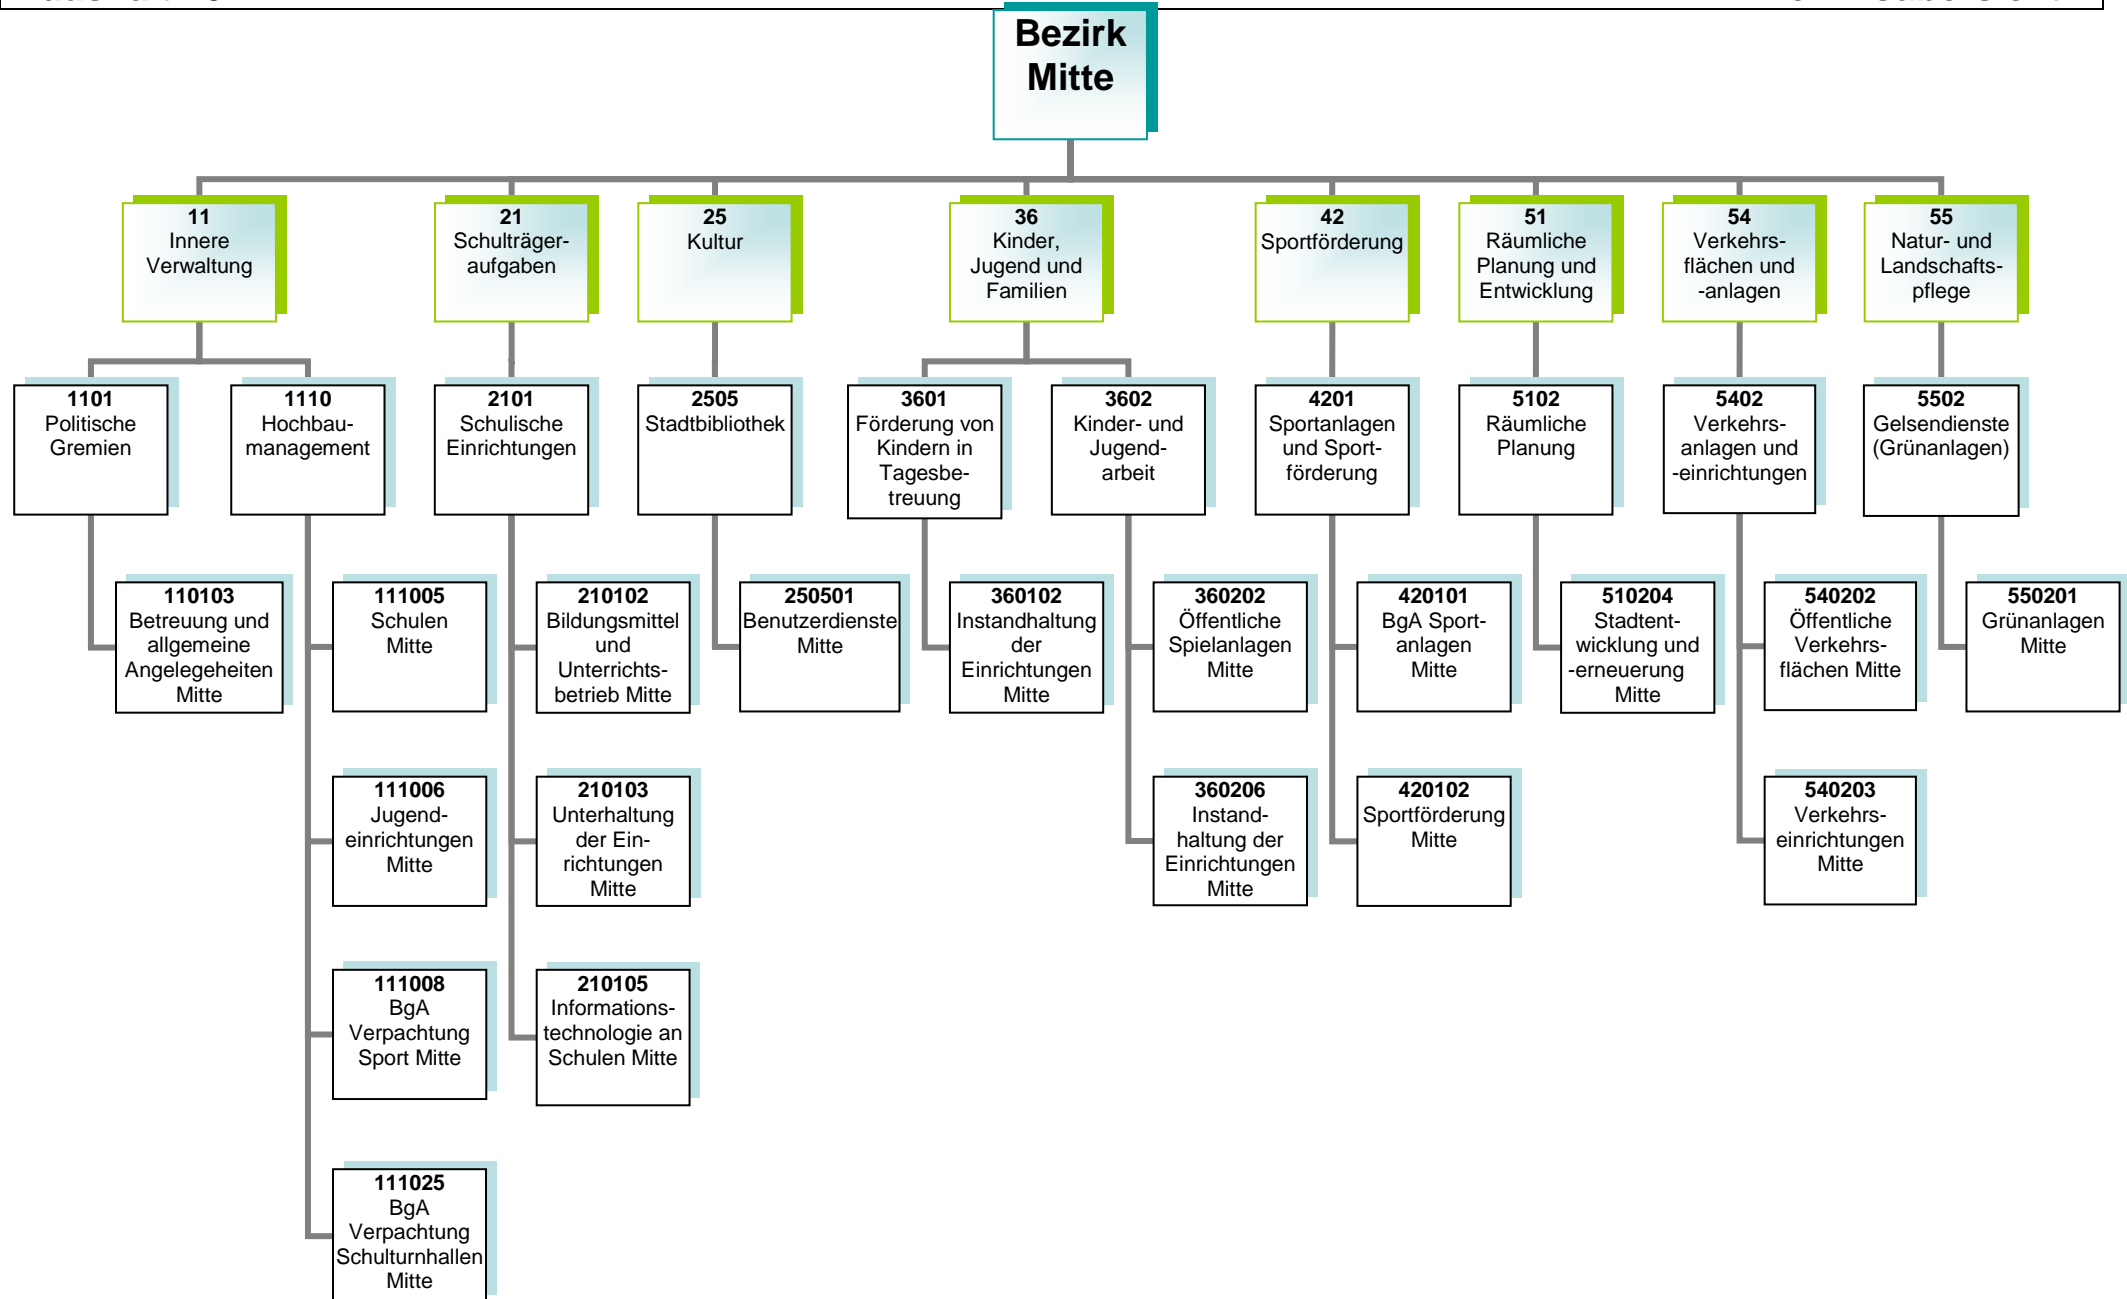 Bezirk
Mitte
11
Innere
Verwaltung
21
Schulträger-
aufgaben
25
Kultur
36
Kinder,
Jugend und
Familien
42
Sportförderung
51
Räumliche
Planung und
Entwicklung
54
Verkehrs-
flächen und
-anlagen
55
Natur- und
Landschafts-
pflege
1101
Politische
Gremien
1110
Hochbau-
management
2101
Schulische
Einrichtungen
2505
Stadtbibliothek
3601
Förderung von
Kindern in
Tagesbe-
treuung
3602
Kinder- und
Jugend-
arbeit
4201
Sportanlagen
und Sport-
förderung
5102
Räumliche
Planung
5402
Verkehrs-
anlagen und
-einrichtungen
5502
Gelsendienste
(Grünanlagen)
110103
Betreuung und
allgemeine
Angelegeheiten
Mitte
111005
Schulen
Mitte
210102
Bildungsmittel
und
Unterrichts-
betrieb Mitte
250501
Benutzerdienste
Mitte
360102
Instandhaltung
der
Einrichtungen
Mitte
360202
Öffentliche
Spielanlagen
Mitte
420101
BgA Sport-
anlagen
Mitte
510204
Stadtent-
wicklung und
-erneuerung
Mitte
540202
Öffentliche
Verkehrs-
flächen Mitte
550201
Grünanlagen
Mitte
111006
Jugend-
einrichtungen
Mitte
210103
Unterhaltung
der Ein-
richtungen
Mitte
360206
Instand-
haltung der
Einrichtungen
Mitte
420102
Sportförderung
Mitte
540203
Verkehrs-
einrichtungen
Mitte
111008
BgA
Verpachtung
Sport Mitte
210105
Informations-
technologie an
Schulen Mitte
111025
BgA
Verpachtung
Schulturnhallen
Mitte